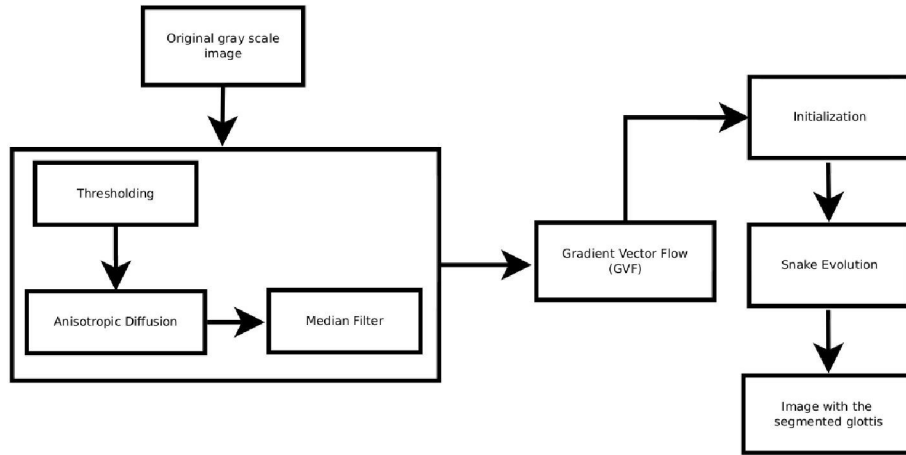 Original gray scale
image
Thresholding
Anisotropic Diffusion
Median Filter
Gradient Vector Flow
(GVF)
Initialization
Snake Evolution
Image with the
segmented glottis